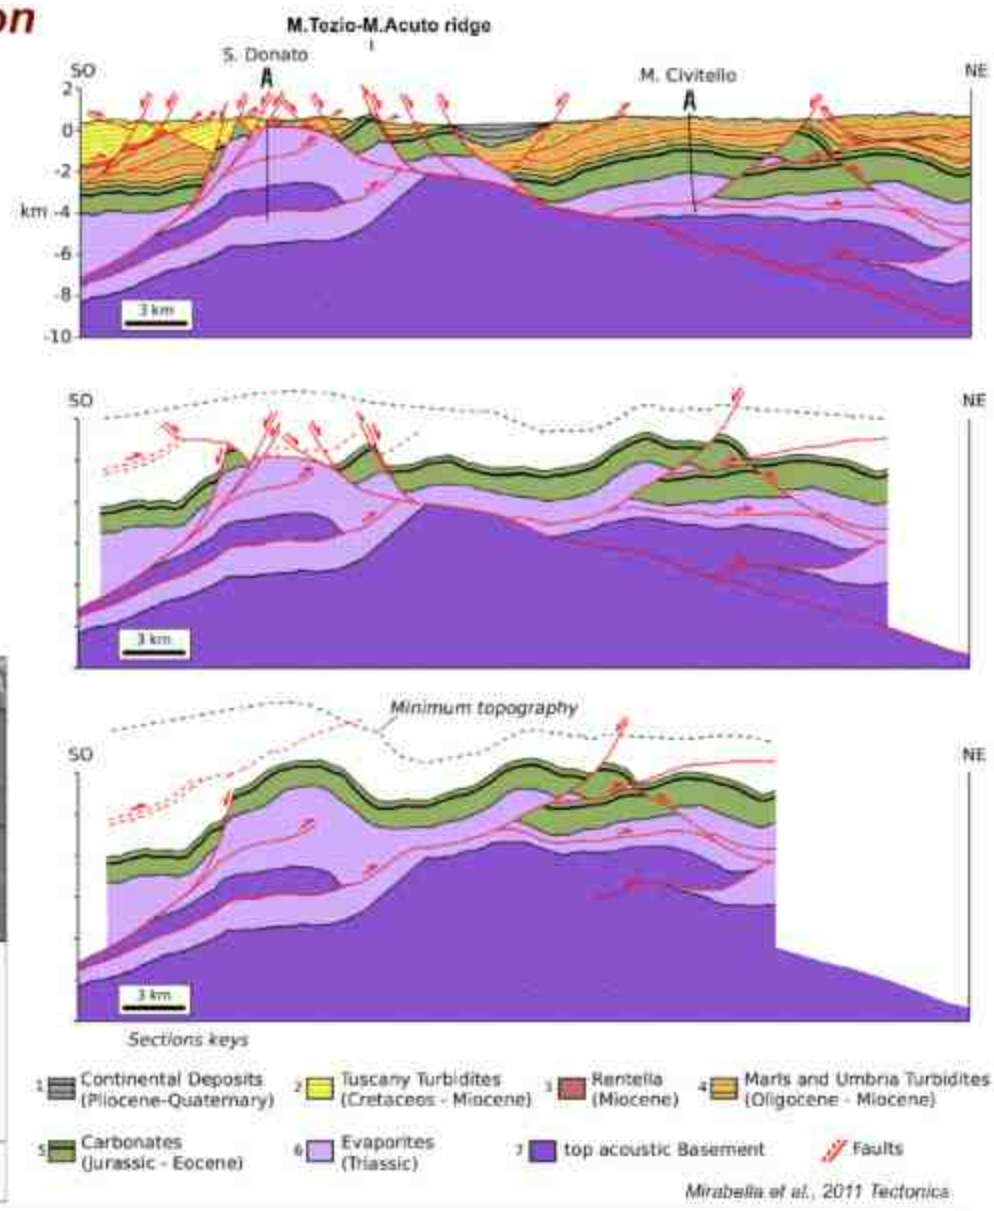 on
M.Tezio-M.Acuto ridge
S. Donato
M. Civitello
SO
NE
2
0
-2
km -4
-6
-8
-10
3 km
SO
NE
3 km
Minimum topography
SO
NE
3 km
Sections keys
1 Continental Deposits (Pliocene-Quaternary)
2 Tuscany Turbidites (Cretaceos - Miocene)
3 Rentella (Miocene)
4 Marls and Umbria Turbidites (Oligocene - Miocene)
5 Carbonates (Jurassic - Eocene)
6 Evaporites (Triassic)
7 top acoustic Basement
Faults
Mirabella et al., 2011 Tectonics